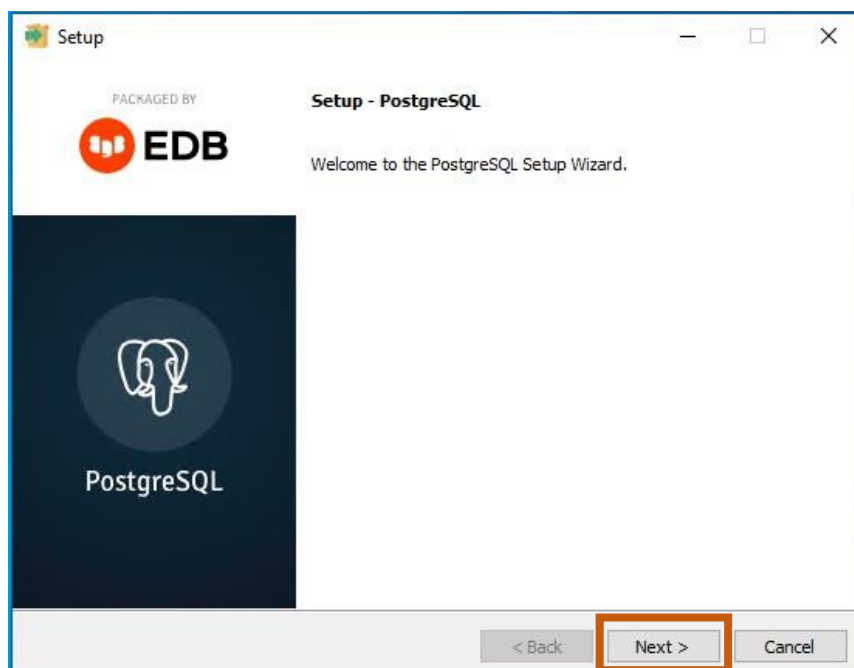 Setup
PACKAGED BY
EDB
Setup - PostgreSQL
Welcome to the PostgreSQL Setup Wizard.
PostgreSQL
< Back
Next >
Cancel